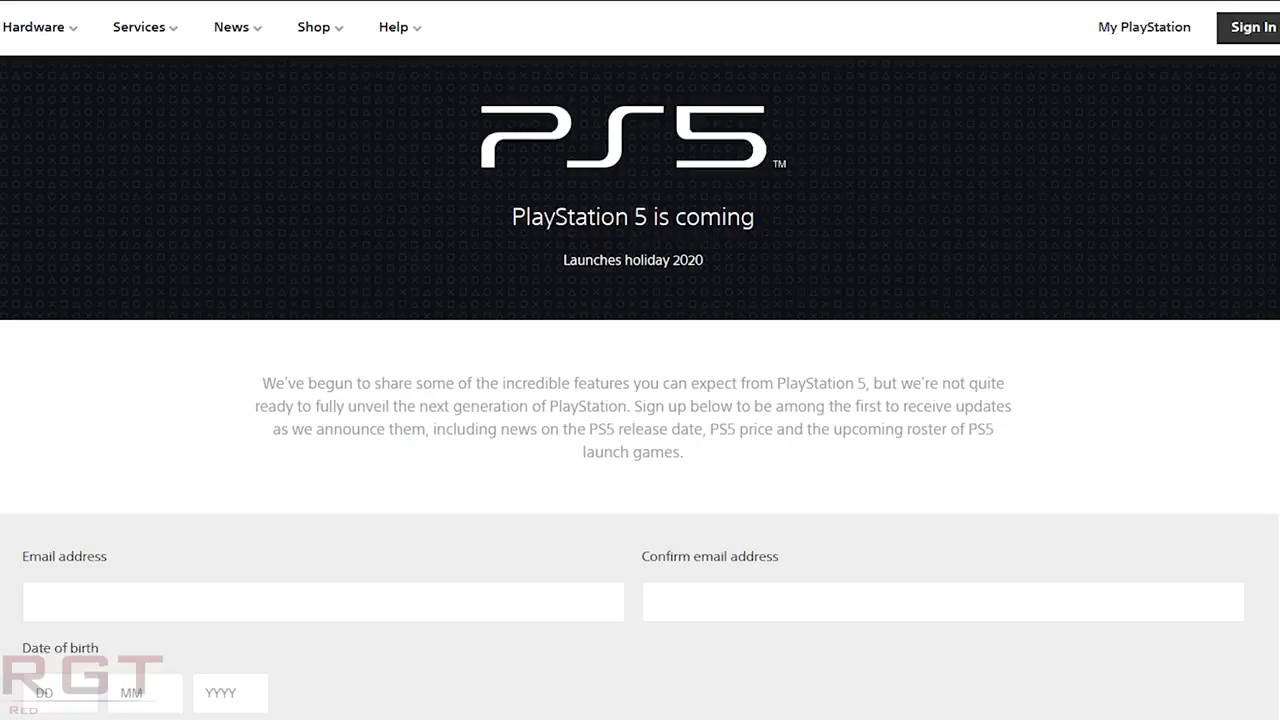 Hardware Services News Shop Help My PlayStation Sign In
PS5 ™
PlayStation 5 is coming
Launches holiday 2020
We've begun to share some of the incredible features you can expect from PlayStation 5, but we're not quite
ready to fully unveil the next generation of PlayStation. Sign up below to be among the first to receive updates
as we announce them, including news on the PS5 release date, PS5 price and the upcoming roster of PS5
launch games.
Email address Confirm email address
Date of birth
DD MM YYYY
RGT
RED